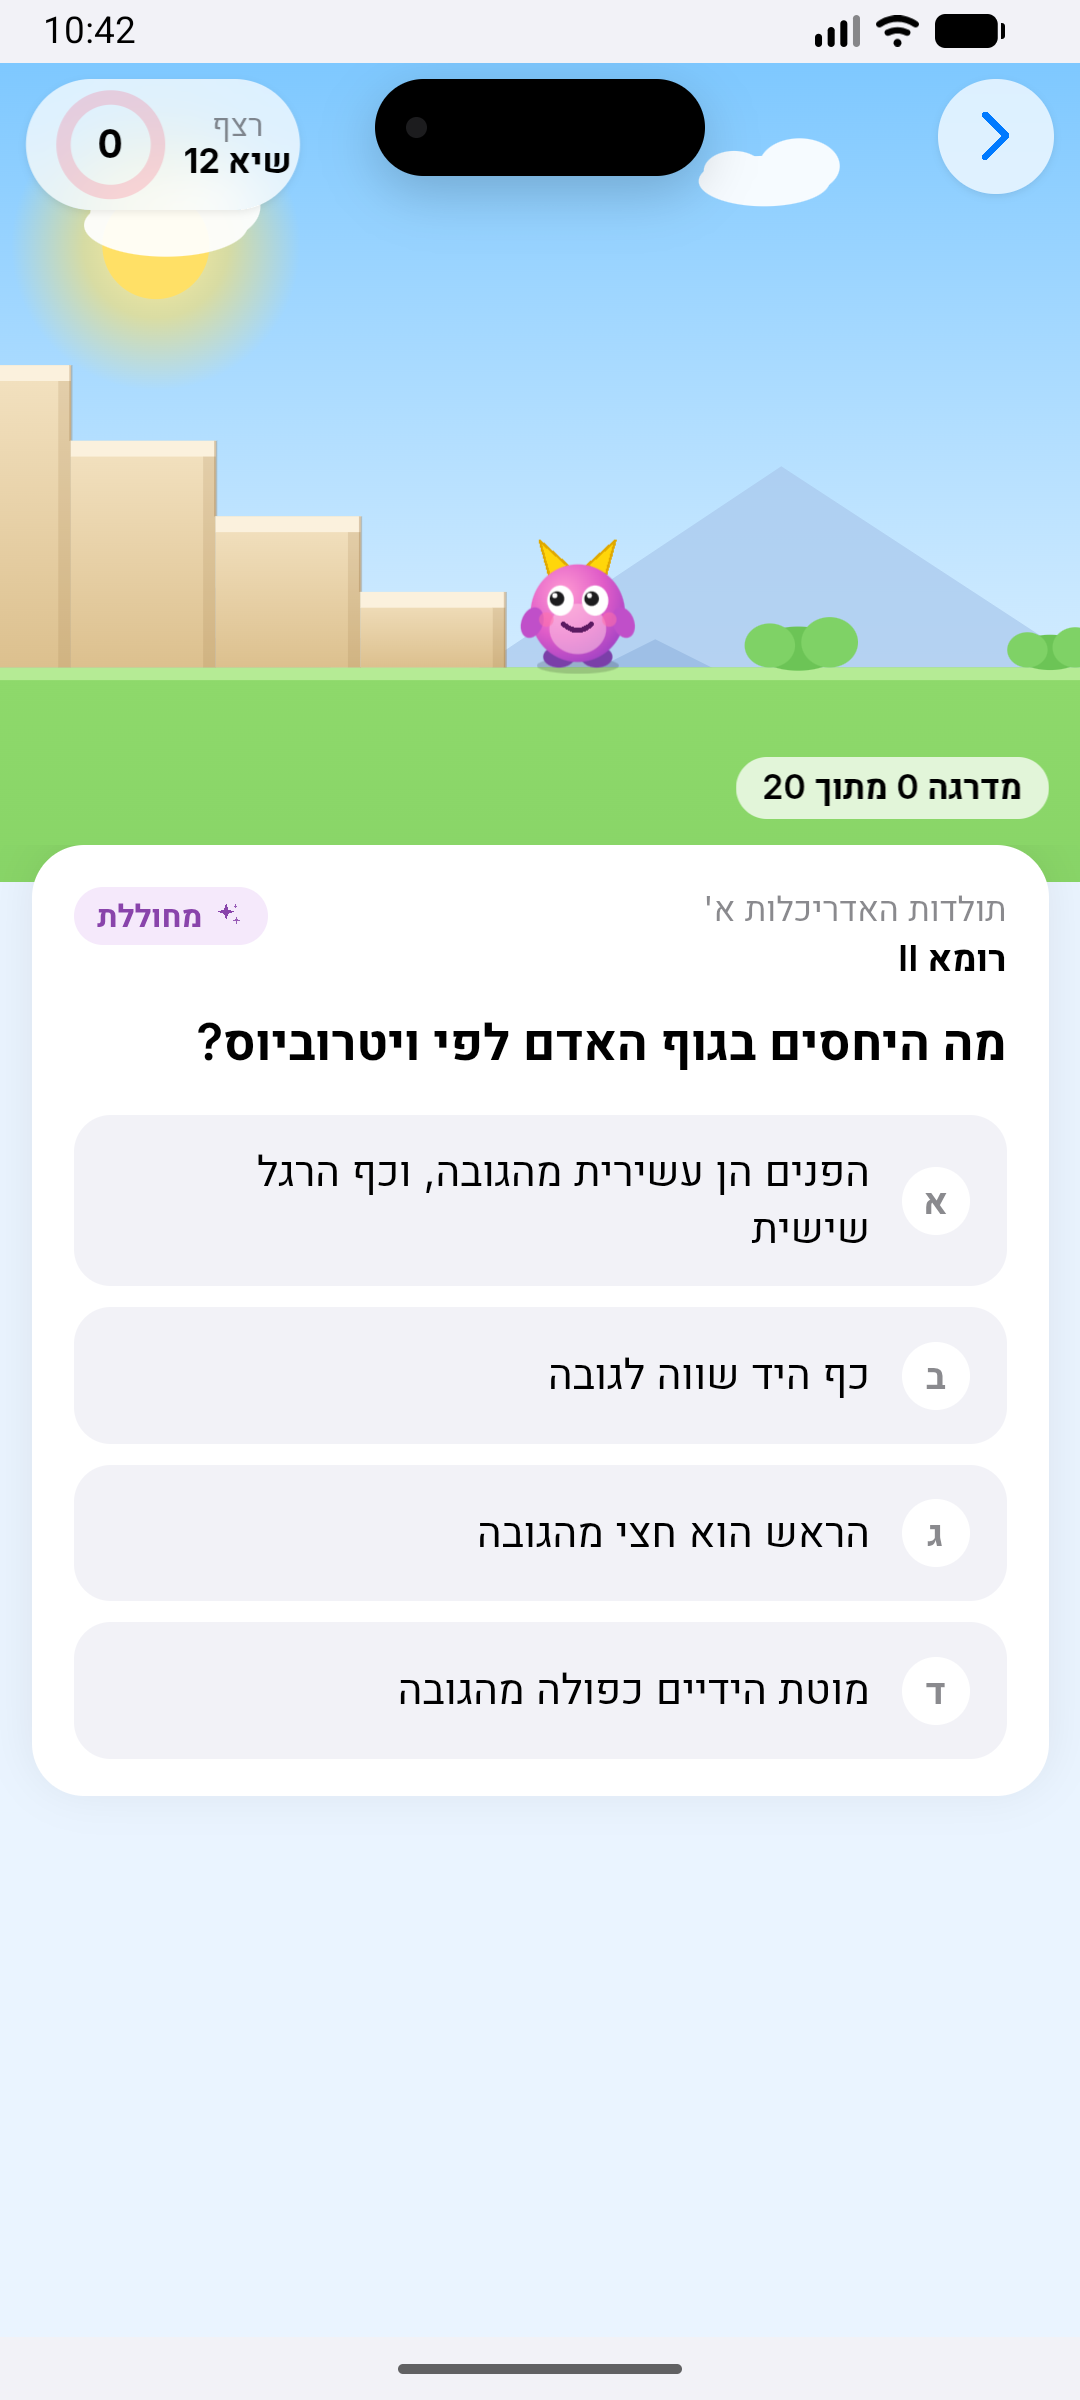 10:42
רצף
שיא 12
0
מדרגה 0 מתוך 20
תולדות האדריכלות א'
רומא II
מחוללת
מה היחסים בגוף האדם לפי ויטרוביוס?
א
הפנים הן עשירית מהגובה, וכף הרגל
שישית
ב
כף היד שווה לגובה
ג
הראש הוא חצי מהגובה
ד
מוטת הידיים כפולה מהגובה